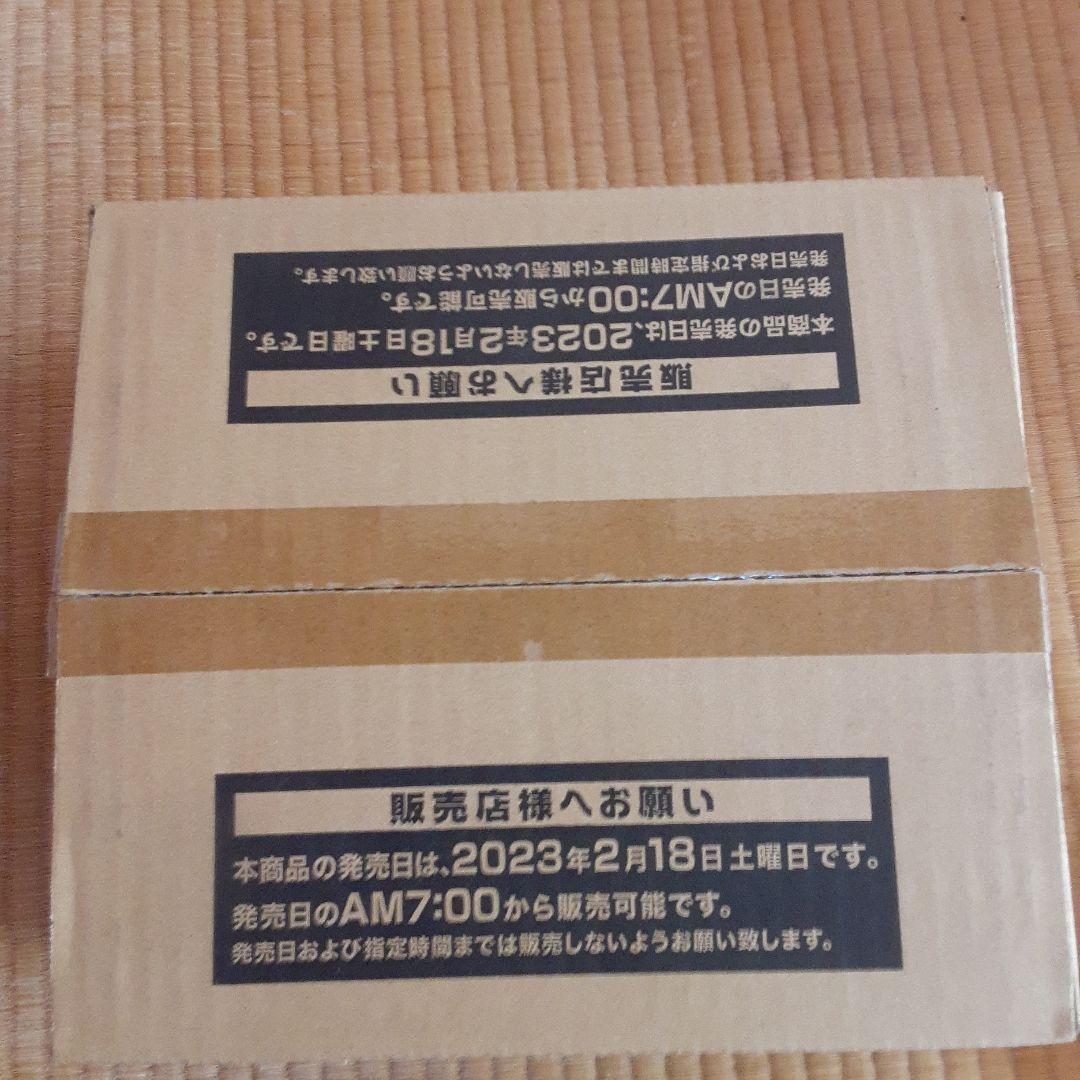 発売日および指定時間までは販売しないようお願い致します。
発売日のAM7:00から販売可能です。
本商品の発売日は、2023年2月18日土曜日です。
販売店様へお願い
販売店様へお願い
本商品の発売日は、2023年2月18日土曜日です。
発売日のAM7:00から販売可能です。
発売日および指定時間までは販売しないようお願い致します。